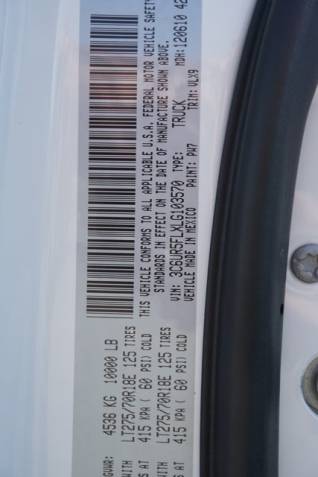 4536 KG 10000 LB
WITH LT275/70R18E 125 TIRES
S AT 415 KPA ( 60 PSI) COLD
WITH LT275/70R18E 125 TIRES
S AT 415 KPA ( 60 PSI) COLD
THIS VEHICLE CONFORMS TO ALL APPLICABLE U.S.A. FEDERAL MOTOR VEHICLE SAFETY
STANDARDS IN EFFECT ON THE DATE OF MANUFACTURE SHOWN ABOVE.
VIN: 3C6UR5FLXLG103570 TYPE: TRUCK MDH: 120610 42
VEHICLE MADE IN MEXICO PAINT: PW7 TRIM: VLX9